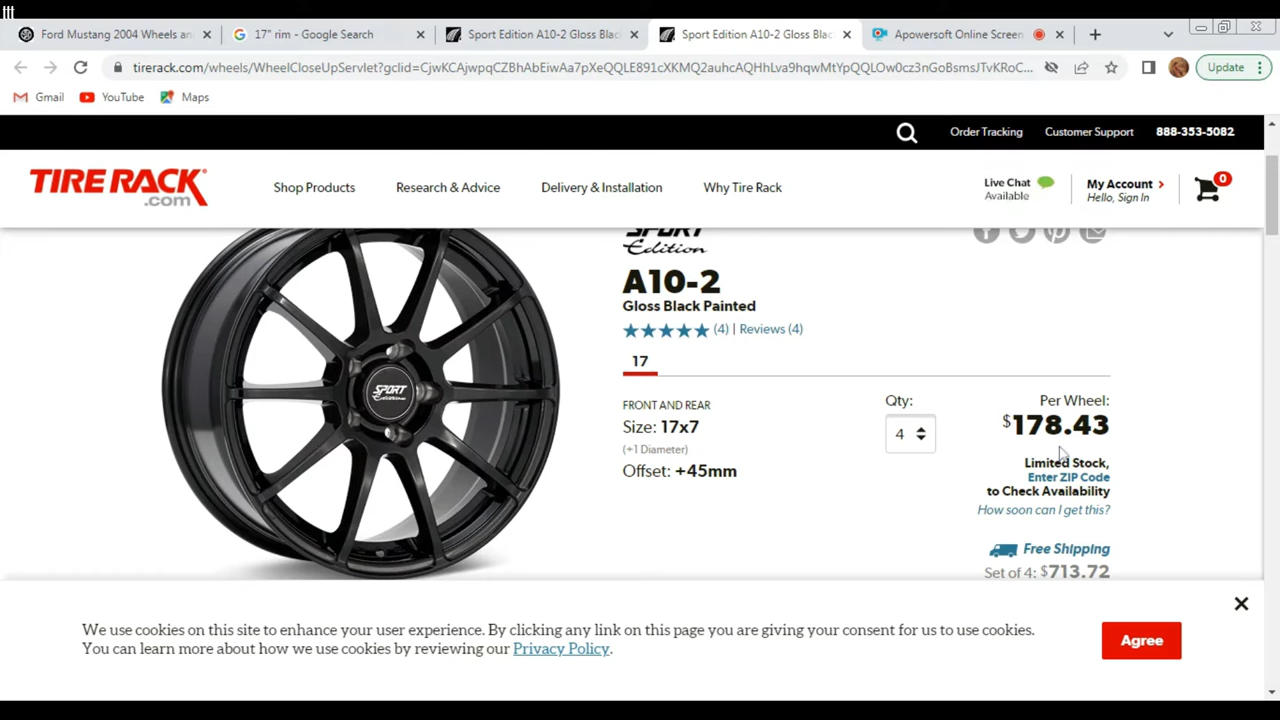 ttt
Ford Mustang 2004 Wheels an
17" rim - Google Search
Sport Edition A10-2 Gloss Blac
Sport Edition A10-2 Gloss Blac
Apowersoft Online Screen
tirerack.com/wheels/WheelCloseUpServlet?gclid=CjwKCAjwpqCZBhAbEiwAa7pXeQQLE891cXKMQ2auhcAQHhLva9hqwMtYpQQLOw0cz3nGoBsmsJTvKRoC...
Update
Gmail
YouTube
Maps
Order Tracking
Customer Support
888-353-5082
TIRE RACK
.com
Shop Products
Research & Advice
Delivery & Installation
Why Tire Rack
Live Chat
Available
My Account
Hello, Sign In
0
SPORT
Edition
A10-2
Gloss Black Painted
(4) | Reviews (4)
17
FRONT AND REAR
Size: 17x7
(+1 Diameter)
Offset: +45mm
Qty:
4
Per Wheel:
$178.43
Limited Stock,
Enter ZIP Code
to Check Availability
How soon can I get this?
Free Shipping
Set of 4: $713.72
SPORT
Edition
We use cookies on this site to enhance your user experience. By clicking any link on this page you are giving your consent for us to use cookies.
You can learn more about how we use cookies by reviewing our Privacy Policy.
Agree